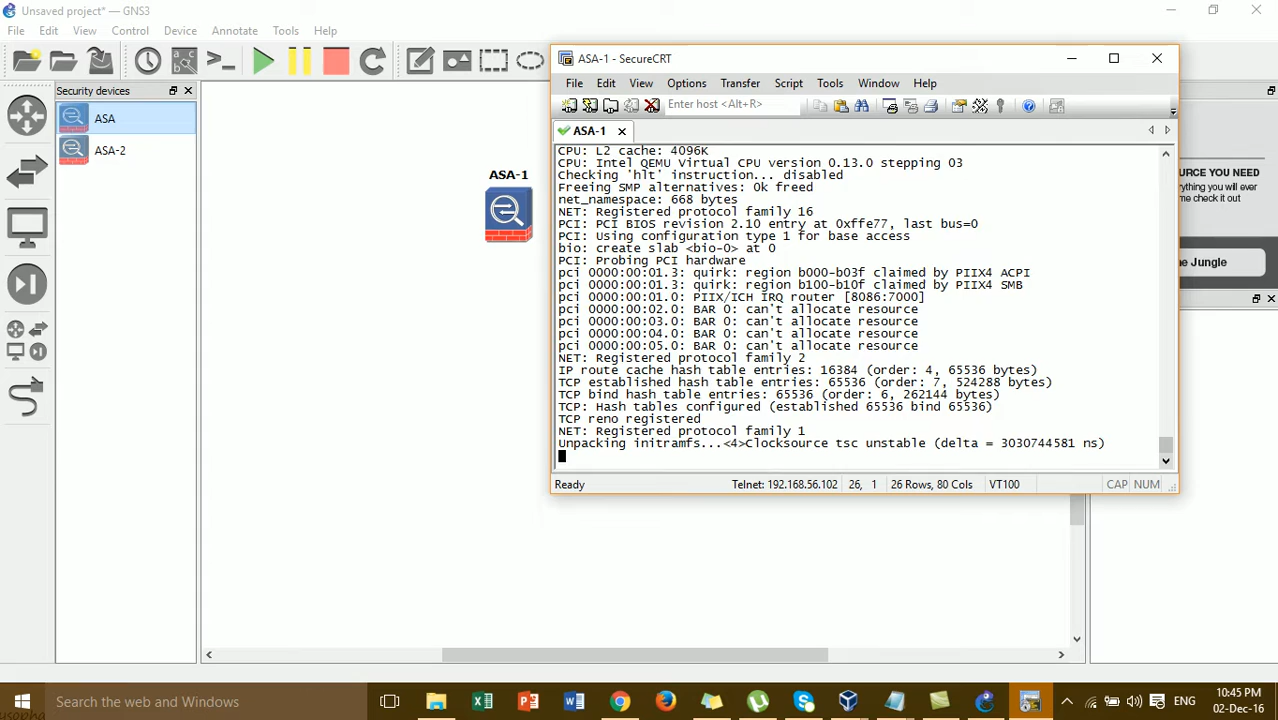 Unsaved project* — GNS3
File Edit View Control Device Annotate Tools Help
Security devices
ASA
ASA-2
ASA-1
ASA-1 - SecureCRT
File Edit View Options Transfer Script Tools Window Help
Enter host <Alt+R>
ASA-1
CPU: L2 cache: 4096K
CPU: Intel QEMU Virtual CPU version 0.13.0 stepping 03
Checking 'hlt' instruction... disabled
Freeing SMP alternatives: 0k freed
net_namespace: 668 bytes
NET: Registered protocol family 16
PCI: PCI BIOS revision 2.10 entry at 0xffe77, last bus=0
PCI: Using configuration type 1 for base access
bio: create slab <bio-0> at 0
PCI: Probing PCI hardware
pci 0000:00:01.3: quirk: region b000-b03f claimed by PIIX4 ACPI
pci 0000:00:01.3: quirk: region b100-b10f claimed by PIIX4 SMB
pci 0000:00:01.0: PIIX/ICH IRQ router [8086:7000]
pci 0000:00:02.0: BAR 0: can't allocate resource
pci 0000:00:03.0: BAR 0: can't allocate resource
pci 0000:00:04.0: BAR 0: can't allocate resource
pci 0000:00:05.0: BAR 0: can't allocate resource
NET: Registered protocol family 2
IP route cache hash table entries: 16384 (order: 4, 65536 bytes)
TCP established hash table entries: 65536 (order: 7, 524288 bytes)
TCP bind hash table entries: 65536 (order: 6, 262144 bytes)
TCP: Hash tables configured (established 65536 bind 65536)
TCP reno registered
NET: Registered protocol family 1
Unpacking initramfs...<4>Clocksource tsc unstable (delta = 3030744581 ns)
Ready Telnet: 192.168.56.102 26, 1 26 Rows, 80 Cols VT100 CAP NUM
URCE YOU NEED
rything you will ever
me check it out
he Jungle
Search the web and Windows
ENG
10:45 PM
02-Dec-16